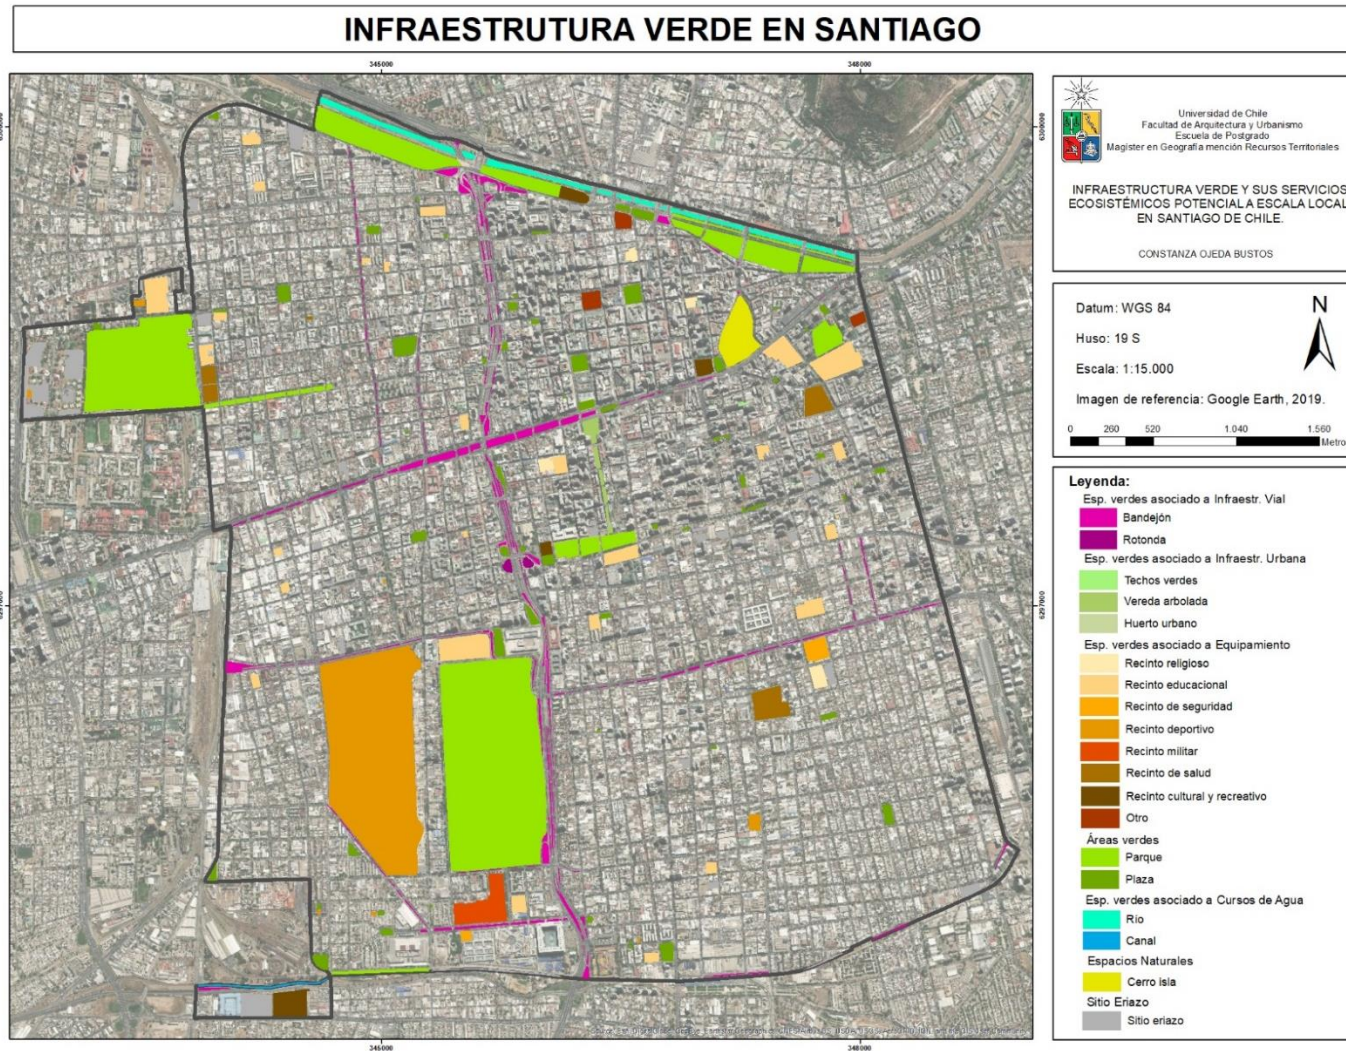 INFRAESTRUTURA VERDE EN SANTIAGO
345000
348000
6300000
6300000
6297000
6297000
345000
348000
Universidad de Chile
Facultad de Arquitectura y Urbanismo
Escuela de Postgrado
Magister en Geografía mención Recursos Territoriales
INFRAESTRUCTURA VERDE Y SUS SERVICIOS
ECOSISTÉMICOS POTENCIAL A ESCALA LOCAL
EN SANTIAGO DE CHILE.
CONSTANZA OJEDA BUSTOS
Datum: WGS 84
Huso: 19 S
Escala: 1:15.000
Imagen de referencia: Google Earth, 2019.
N
0 260 520 1.040 1.560
Metro
Leyenda:
Esp. verdes asociado a Infraestr. Vial
Bandejón
Rotonda
Esp. verdes asociado a Infraestr. Urbana
Techos verdes
Vereda arbolada
Huerto urbano
Esp. verdes asociado a Equipamiento
Recinto religioso
Recinto educacional
Recinto de seguridad
Recinto deportivo
Recinto militar
Recinto de salud
Recinto cultural y recreativo
Otro
Áreas verdes
Parque
Plaza
Esp. verdes asociado a Cursos de Agua
Río
Canal
Espacios Naturales
Cerro isla
Sitio Eriazo
Sitio eriazo